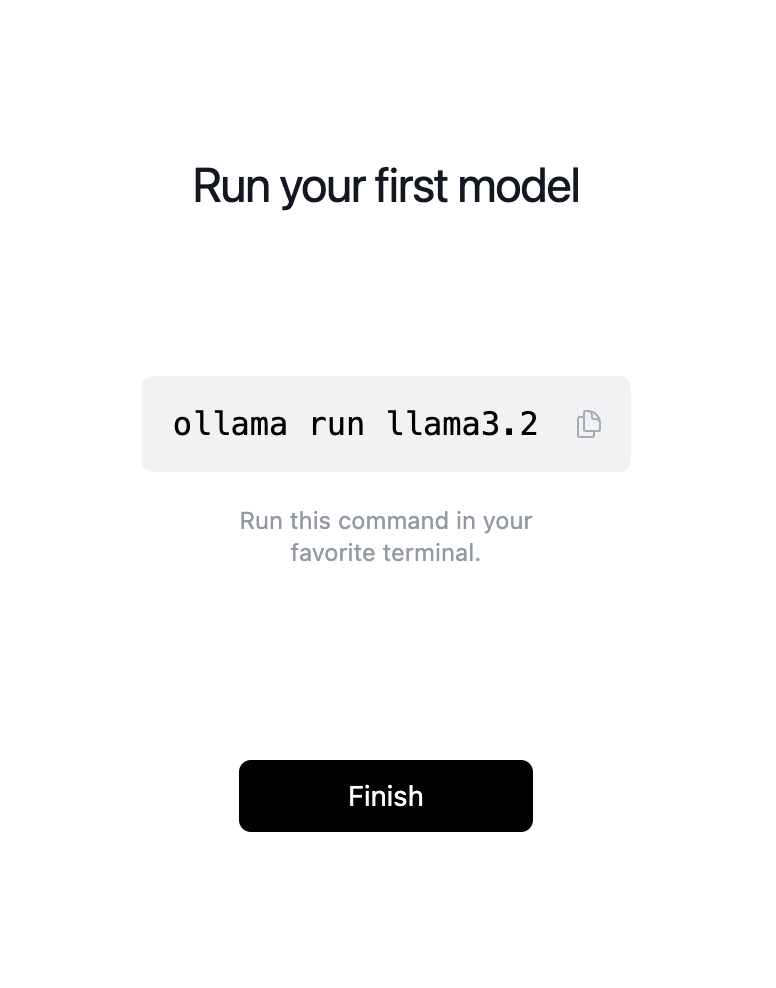 Run your first model
ollama run llama3.2
Run this command in your
favorite terminal.
Finish